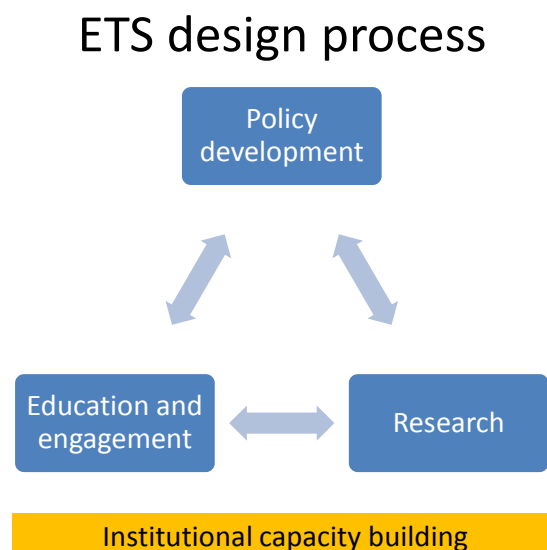 ETS design process
Policy
development
Education and
engagement
Research
Institutional capacity building